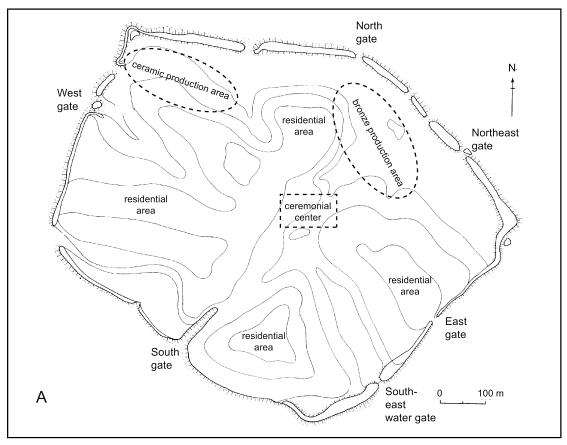 North
gate
N
ceramic production area
West
gate
residential
area
bronze production area
Northeast
gate
residential
area
ceremonial
center
residential
area
residential
area
East
gate
South
gate
South-
east
water gate
A
0 100 m